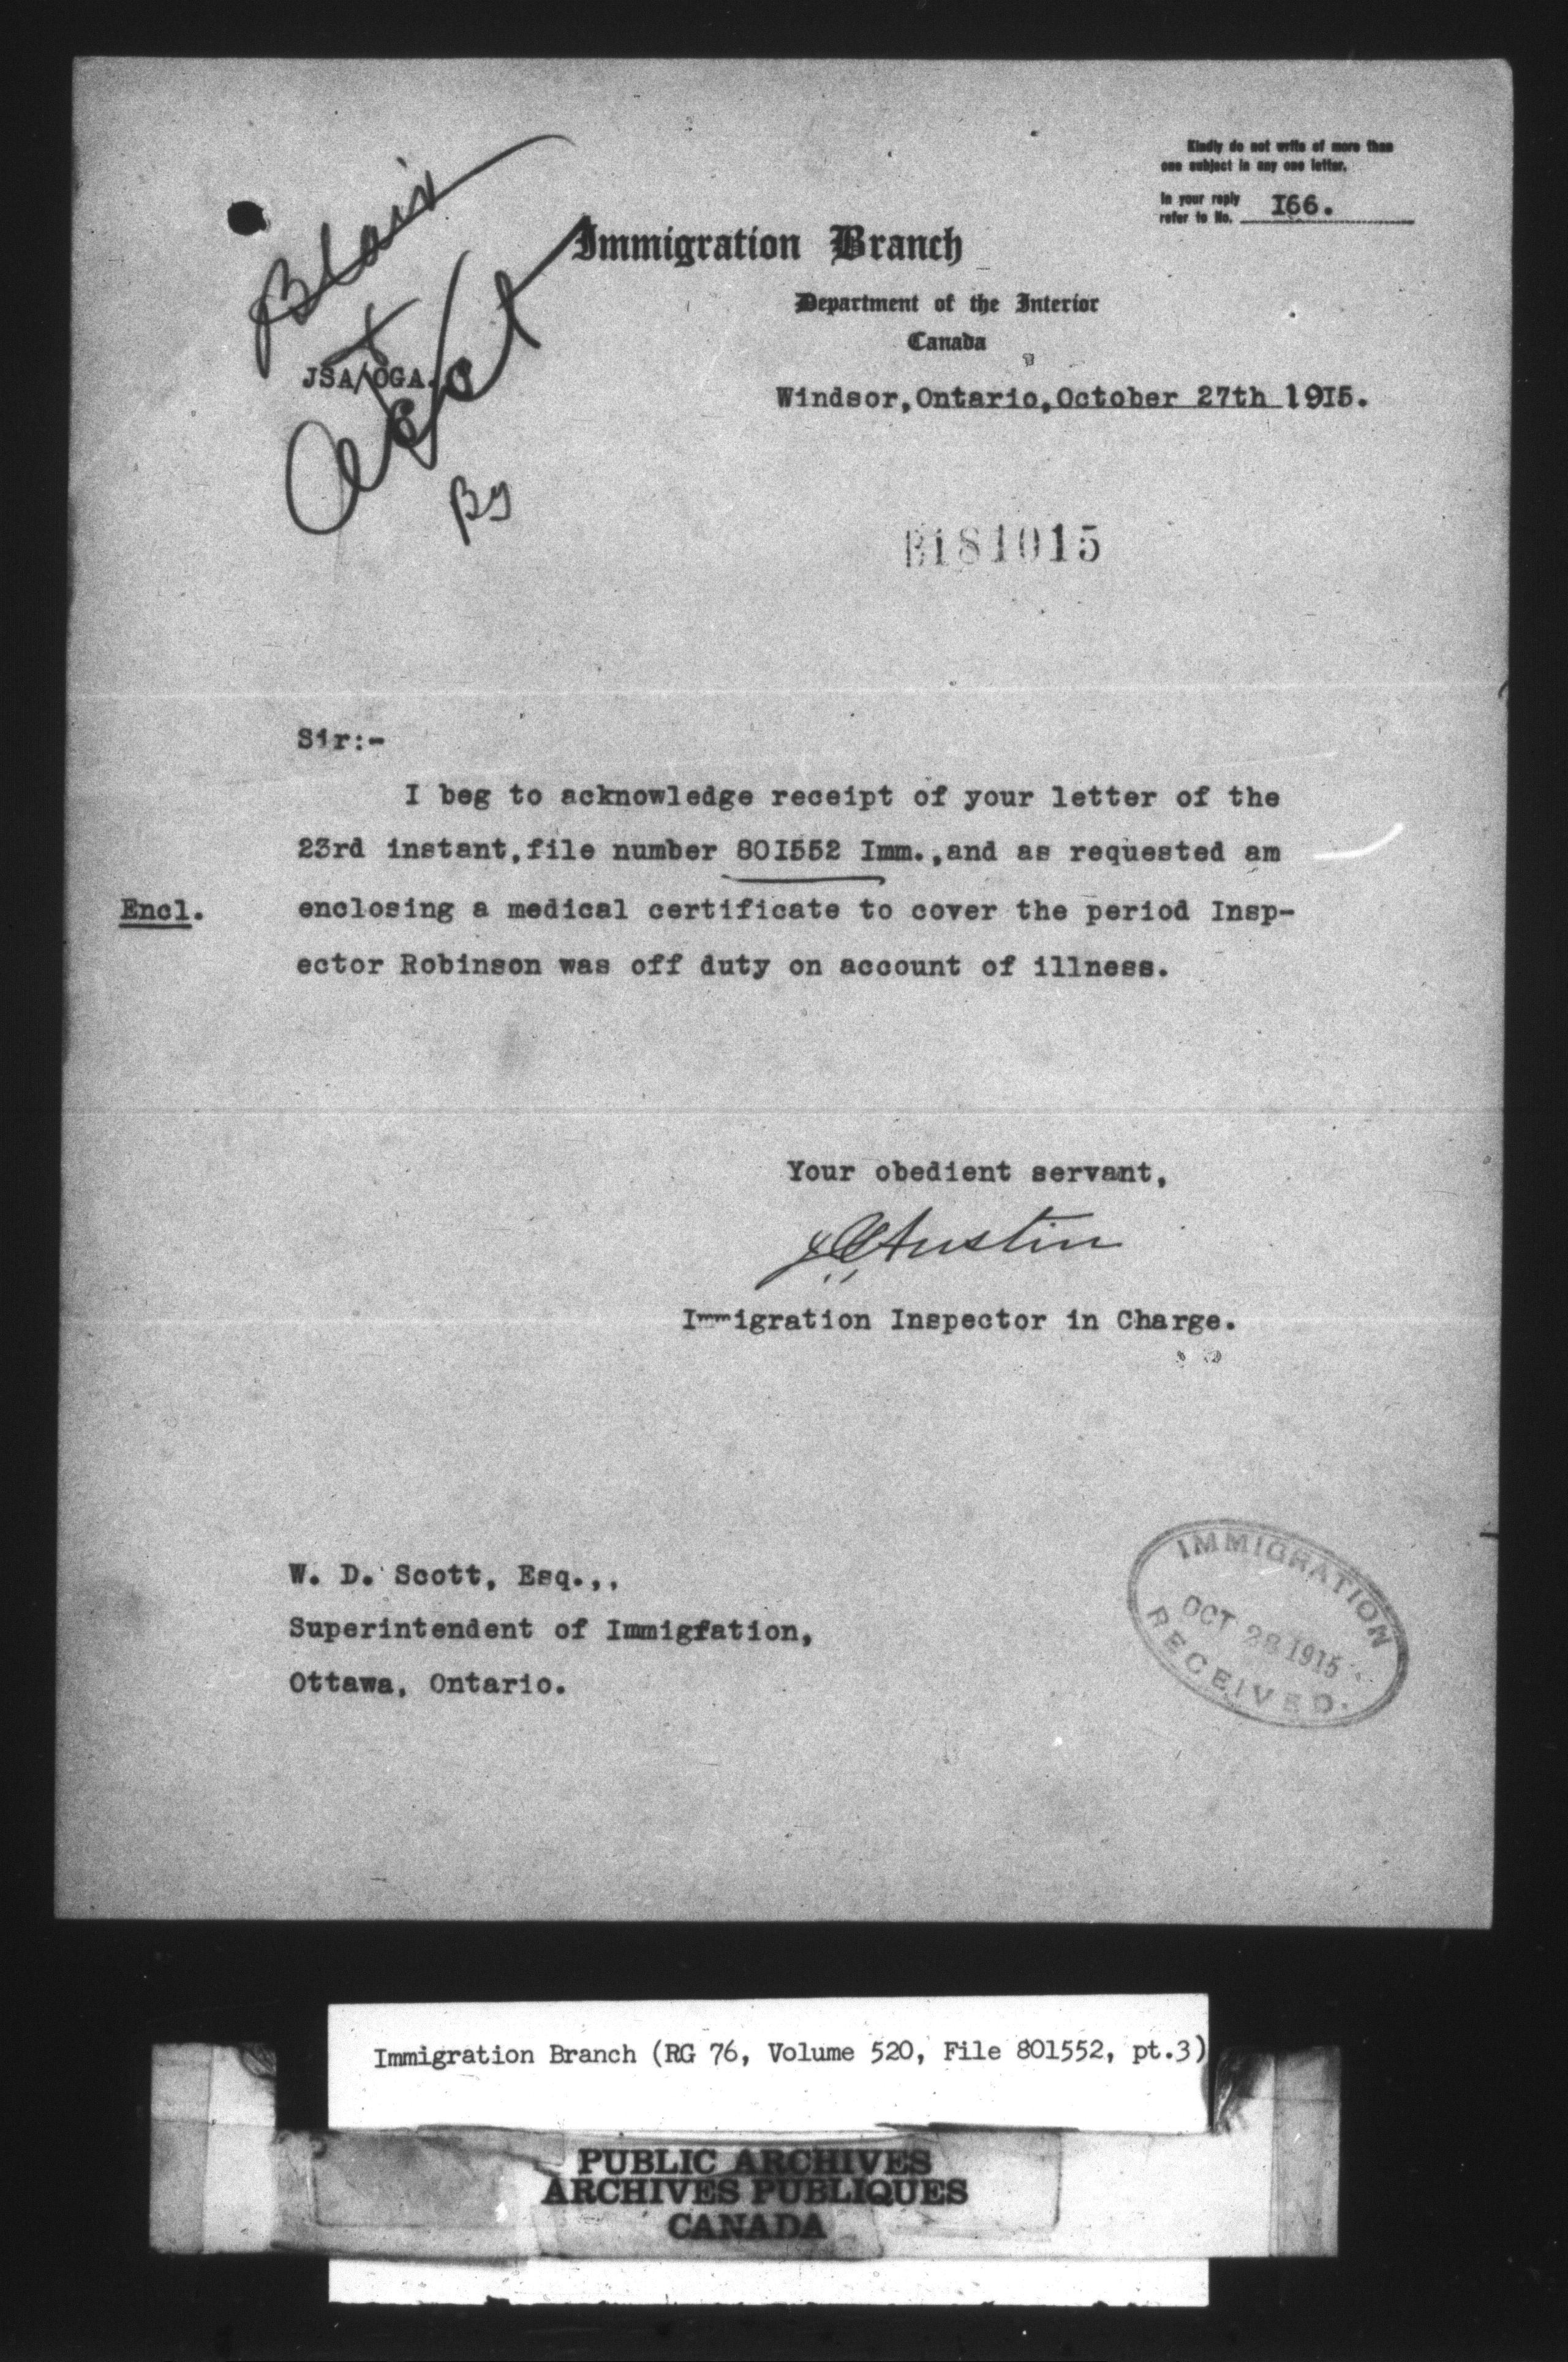 Kindly do not write of more than
one subject in any one letter.
In your reply
refer to No. I66.
Blair
Immigration Branch
Department of the Interior
Canada
JSA/OGA.
Windsor,Ontario,October 27th 1915.
By
B181015
Sir:-
I beg to acknowledge receipt of your letter of the
23rd instant,file number 80I552 Imm.,and as requested am
Encl. enclosing a medical certificate to cover the period Insp-
ector Robinson was off duty on account of illness.
Your obedient servant,
Austin
Immigration Inspector in Charge.
W. D. Scott, Esq.,,
Superintendent of Immigfation,
Ottawa, Ontario.
IMMIGRATION
OCT 28 1915
RECEIVED.
Immigration Branch (RG 76, Volume 520, File 801552, pt.3)
PUBLIC ARCHIVES
ARCHIVES PUBLIQUES
CANADA